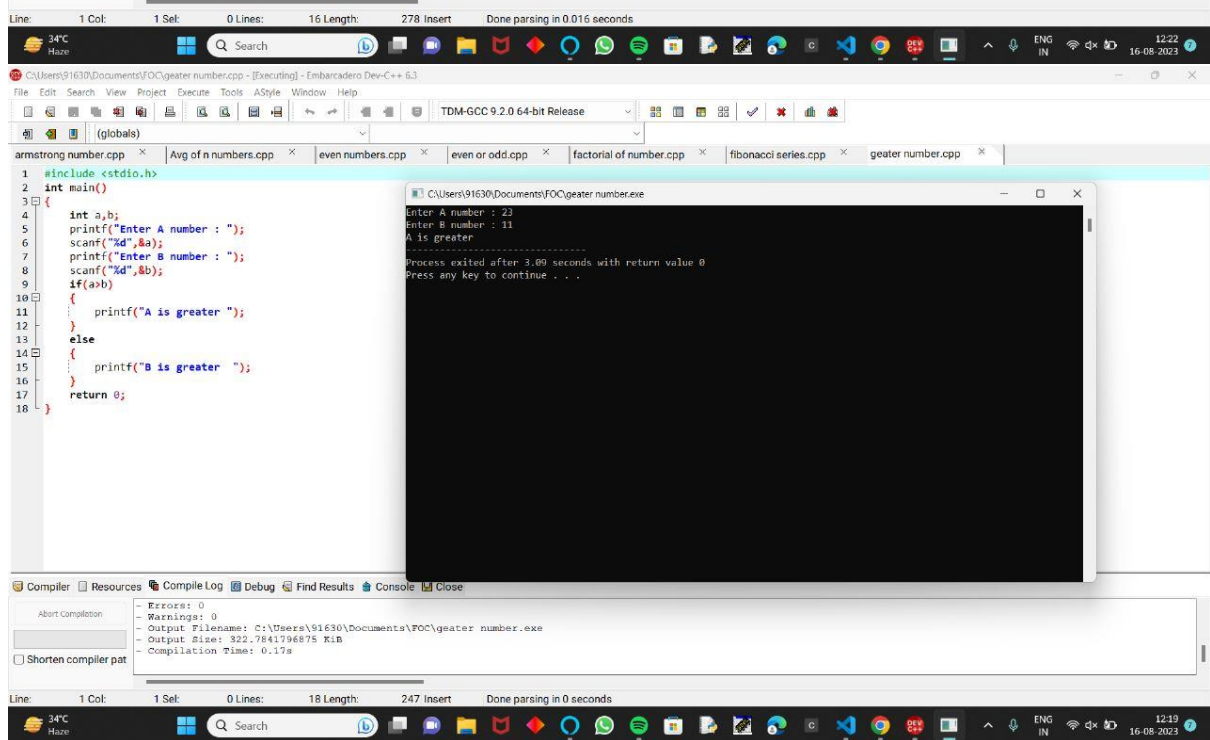 Line: 1 Col: 1 Sel: 0 Lines: 16 Length: 278 Insert Done parsing in 0.016 seconds
34°C
Haze
Search
ENG
IN
12:22
16-08-2023
C:\Users\91630\Documents\FOC\geater number.cpp - [Executing] - Embarcadero Dev-C++ 6.3
File Edit Search View Project Execute Tools AStyle Window Help
TDM-GCC 9.2.0 64-bit Release
(globals)
armstrong number.cpp Avg of n numbers.cpp even numbers.cpp even or odd.cpp factorial of number.cpp fibonacci series.cpp geater number.cpp
1 #include <stdio.h>
2 int main()
3 {
4 int a,b;
5 printf("Enter A number : ");
6 scanf("%d",&a);
7 printf("Enter B number : ");
8 scanf("%d",&b);
9 if(a>b)
10 {
11 printf("A is greater ");
12 }
13 else
14 {
15 printf("B is greater  ");
16 }
17 return 0;
18 }
C:\Users\91630\Documents\FOC\geater number.exe
Enter A number : 23
Enter B number : 11
A is greater
--------------------------------
Process exited after 3.09 seconds with return value 0
Press any key to continue . . .
Compiler Resources Compile Log Debug Find Results Console Close
Abort Compilation
Shorten compiler pat
- Errors: 0
- Warnings: 0
- Output Filename: C:\Users\91630\Documents\FOC\geater number.exe
- Output Size: 322.7841796875 KiB
- Compilation Time: 0.17s
Line: 1 Col: 1 Sel: 0 Lines: 18 Length: 247 Insert Done parsing in 0 seconds
34°C
Haze
Search
ENG
IN
12:19
16-08-2023